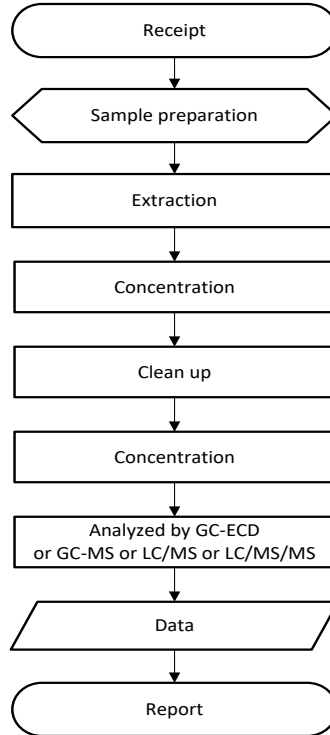 Receipt
Sample preparation
Extraction
Concentration
Clean up
Concentration
Analyzed by GC-ECD
or GC-MS or LC/MS or LC/MS/MS
Data
Report